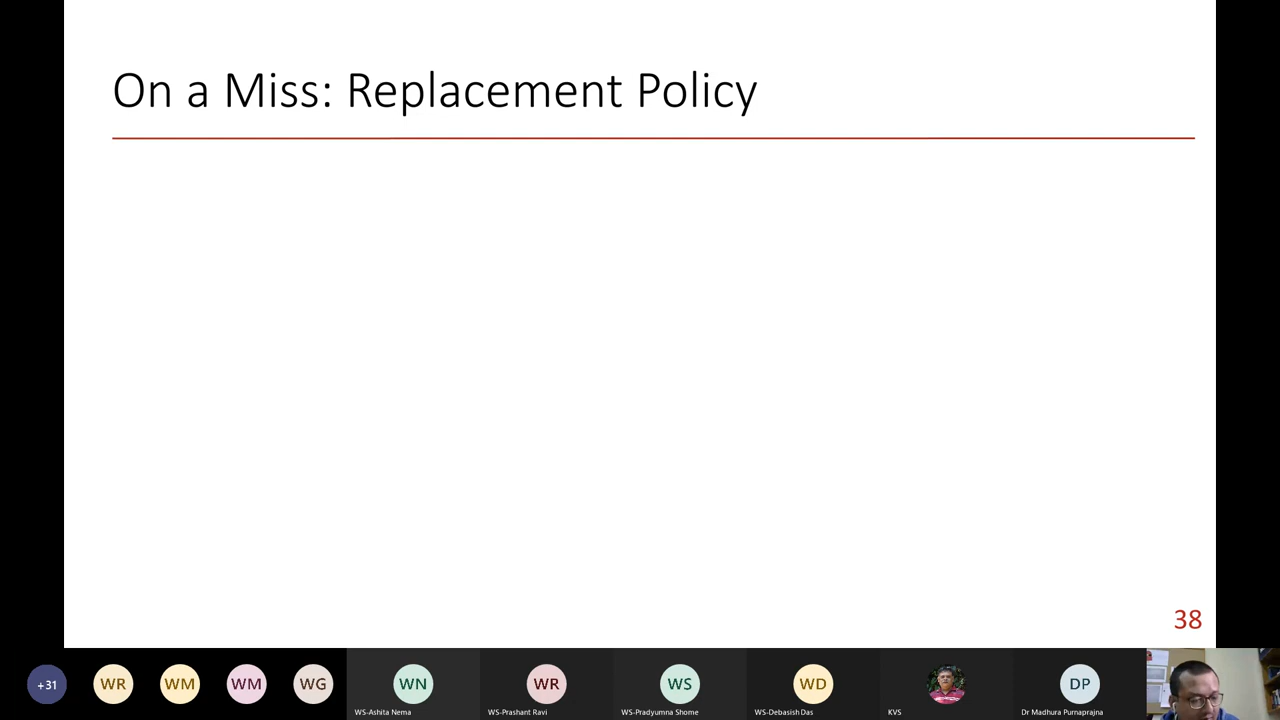 On a Miss: Replacement Policy
38
+31
WR
WM
WM
WG
WN
WR
WS
WD
DP
WS-Ashita Nema
WS-Prashant Ravi
WS-Pradyumna Shome
WS-Debasish Das
KVS
Dr Madhura Purnaprajna